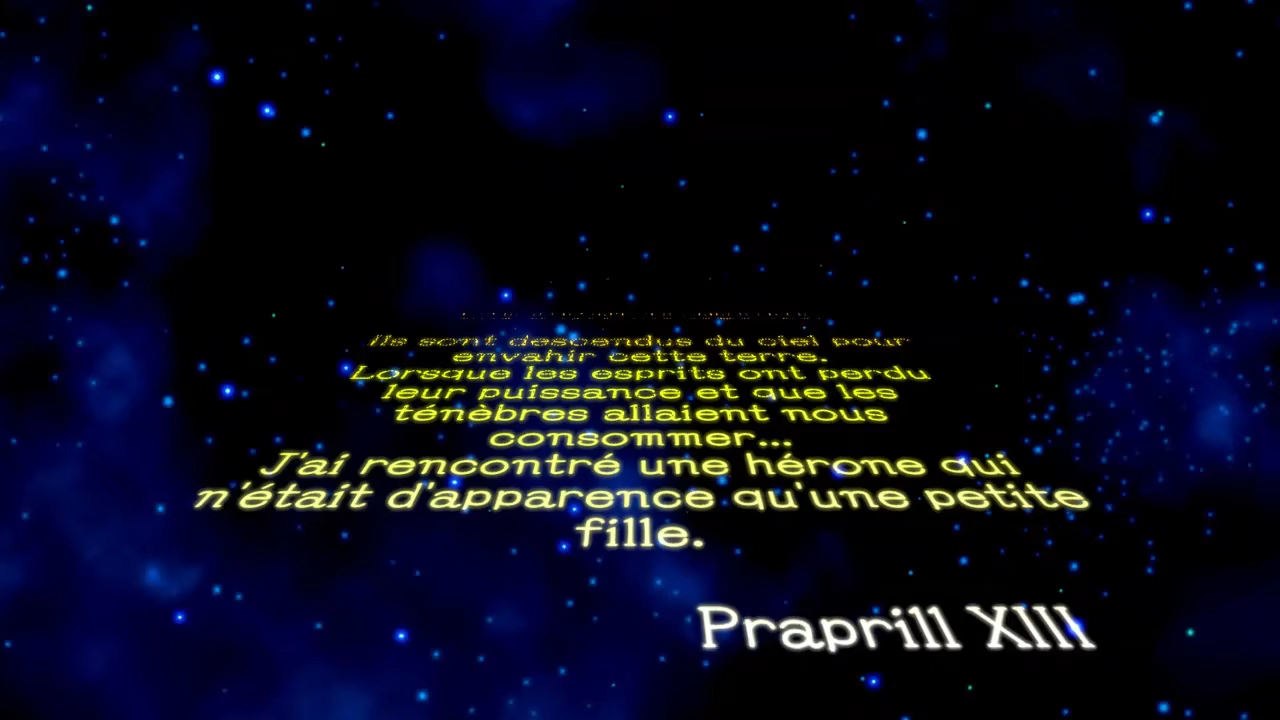 Ils sont descendus du ciel pour
envahir cette terre.
Lorsque les esprits ont perdu
leur puissance et que les
ténèbres allaient nous
consommer...
J'ai rencontré une hérone qui
n'était d'apparence qu'une petite
fille.
Praprill XIII